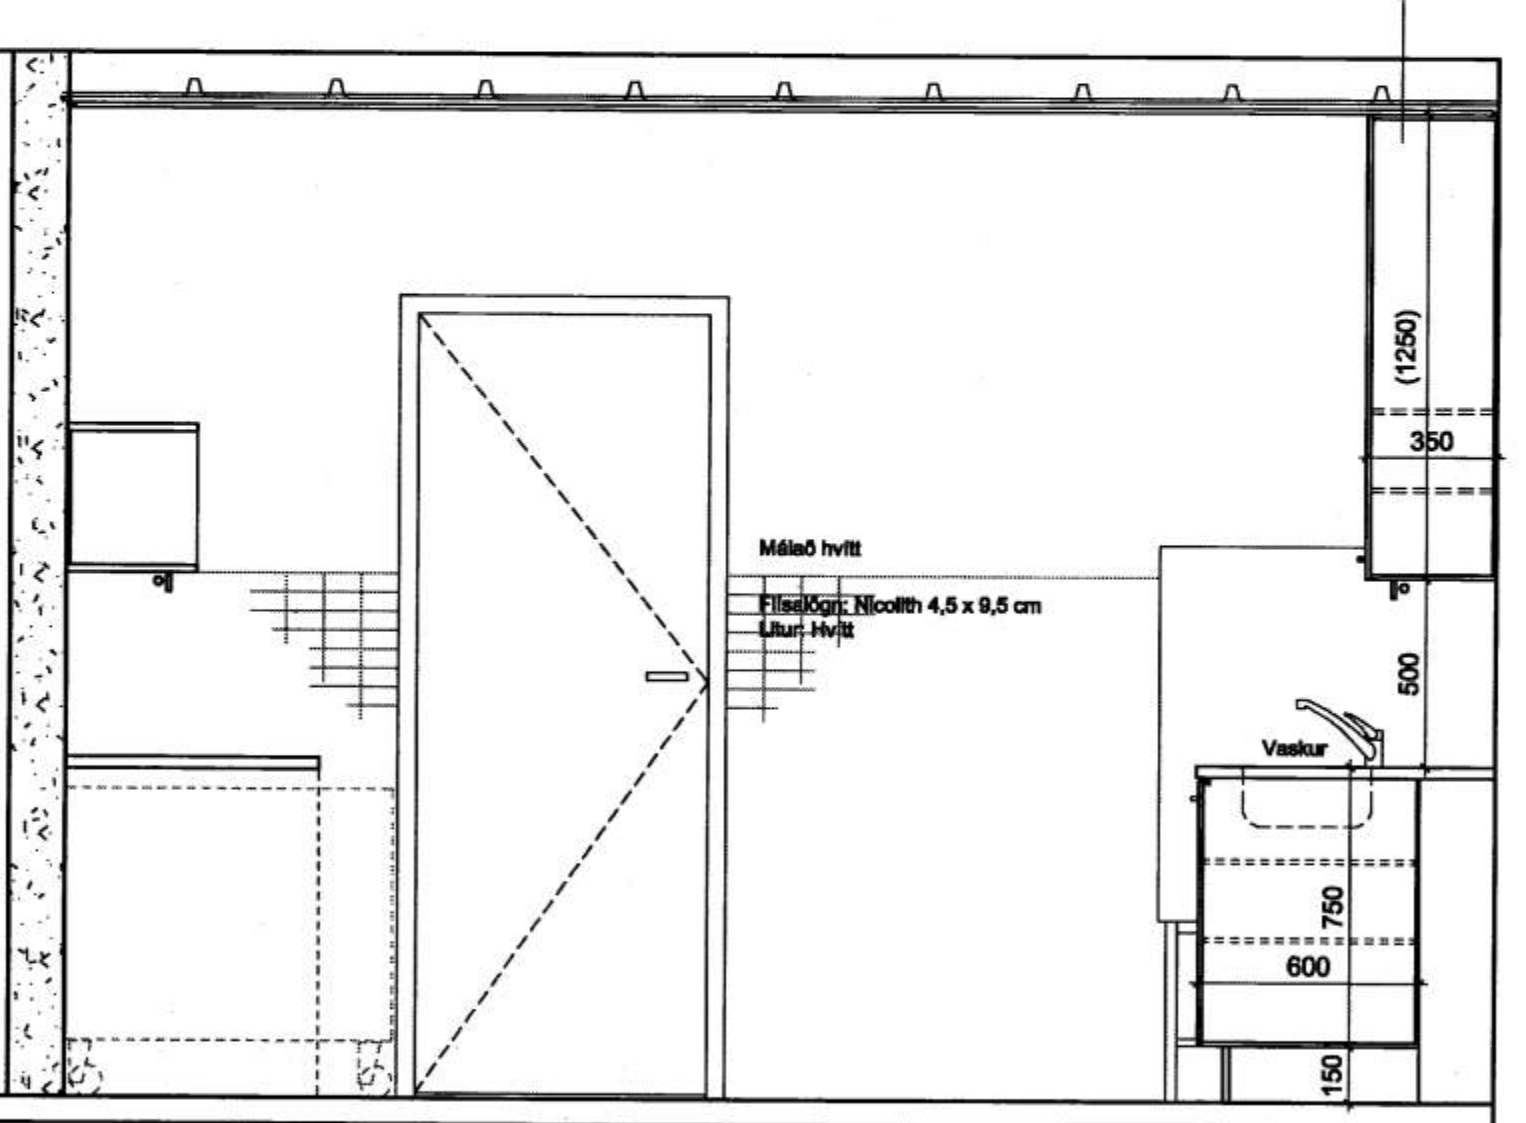 (1250)
350
Málað hvítt
Flísalögn: Nicolith 4,5 x 9,5 cm
Litur: Hvítt
500
Vaskur
750
600
150